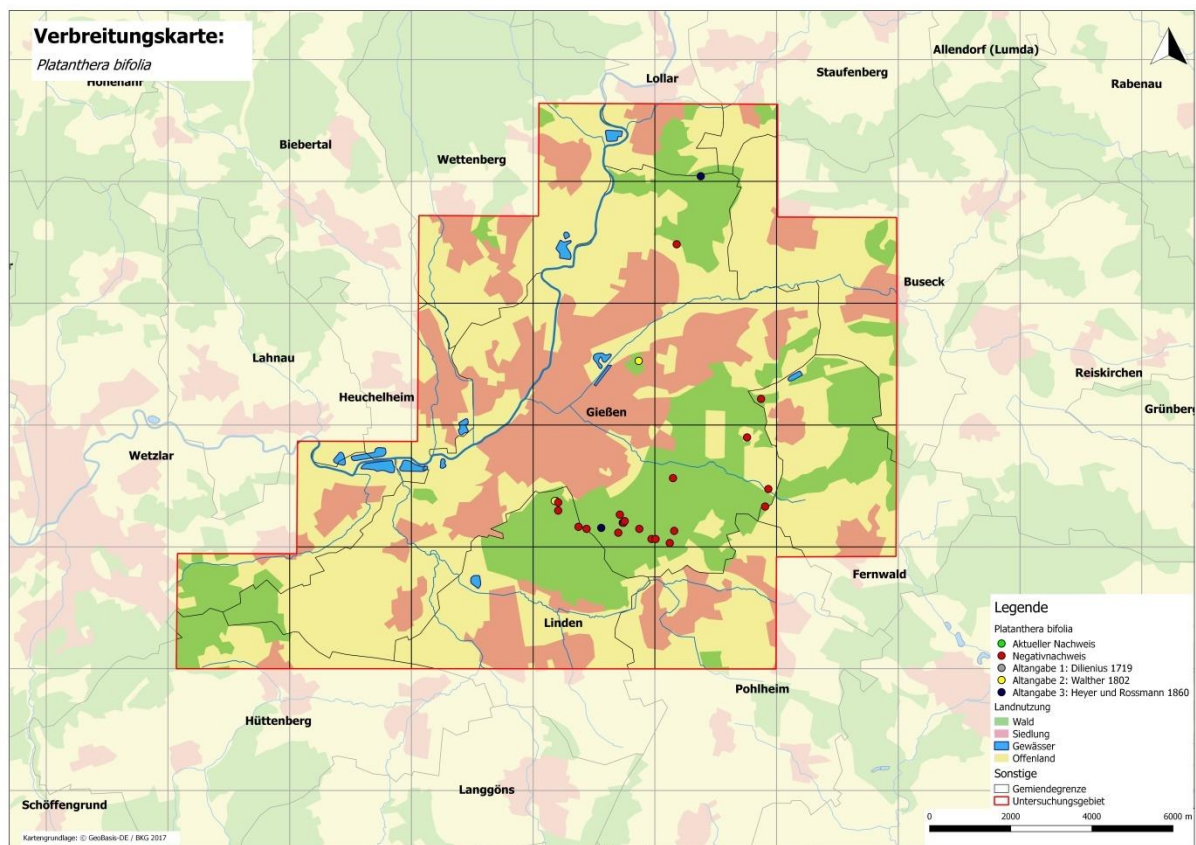 Verbreitungskarte:
Platanthera bifolia
Hohenahr
Biebertal
Wettenberg
Lollar
Staufenberg
Allendorf (Lumda)
Rabenau
Buseck
Lahnau
Heuchelheim
Gießen
Reiskirchen
Grünberg
Wetzlar
Fernwald
Linden
Pohlheim
Hüttenberg
Langgöns
Schöffengrund
Legende
Platanthera bifolia
Aktueller Nachweis
Negativnachweis
Altangabe 1: Dillenius 1719
Altangabe 2: Walther 1802
Altangabe 3: Heyer und Rossmann 1860
Landnutzung
Wald
Siedlung
Gewässer
Offenland
Sonstige
Gemiendegrenze
Untersuchungsgebiet
0 2000 4000 6000 m
Kartengrundlage: © GeoBasis-DE / BKG 2017